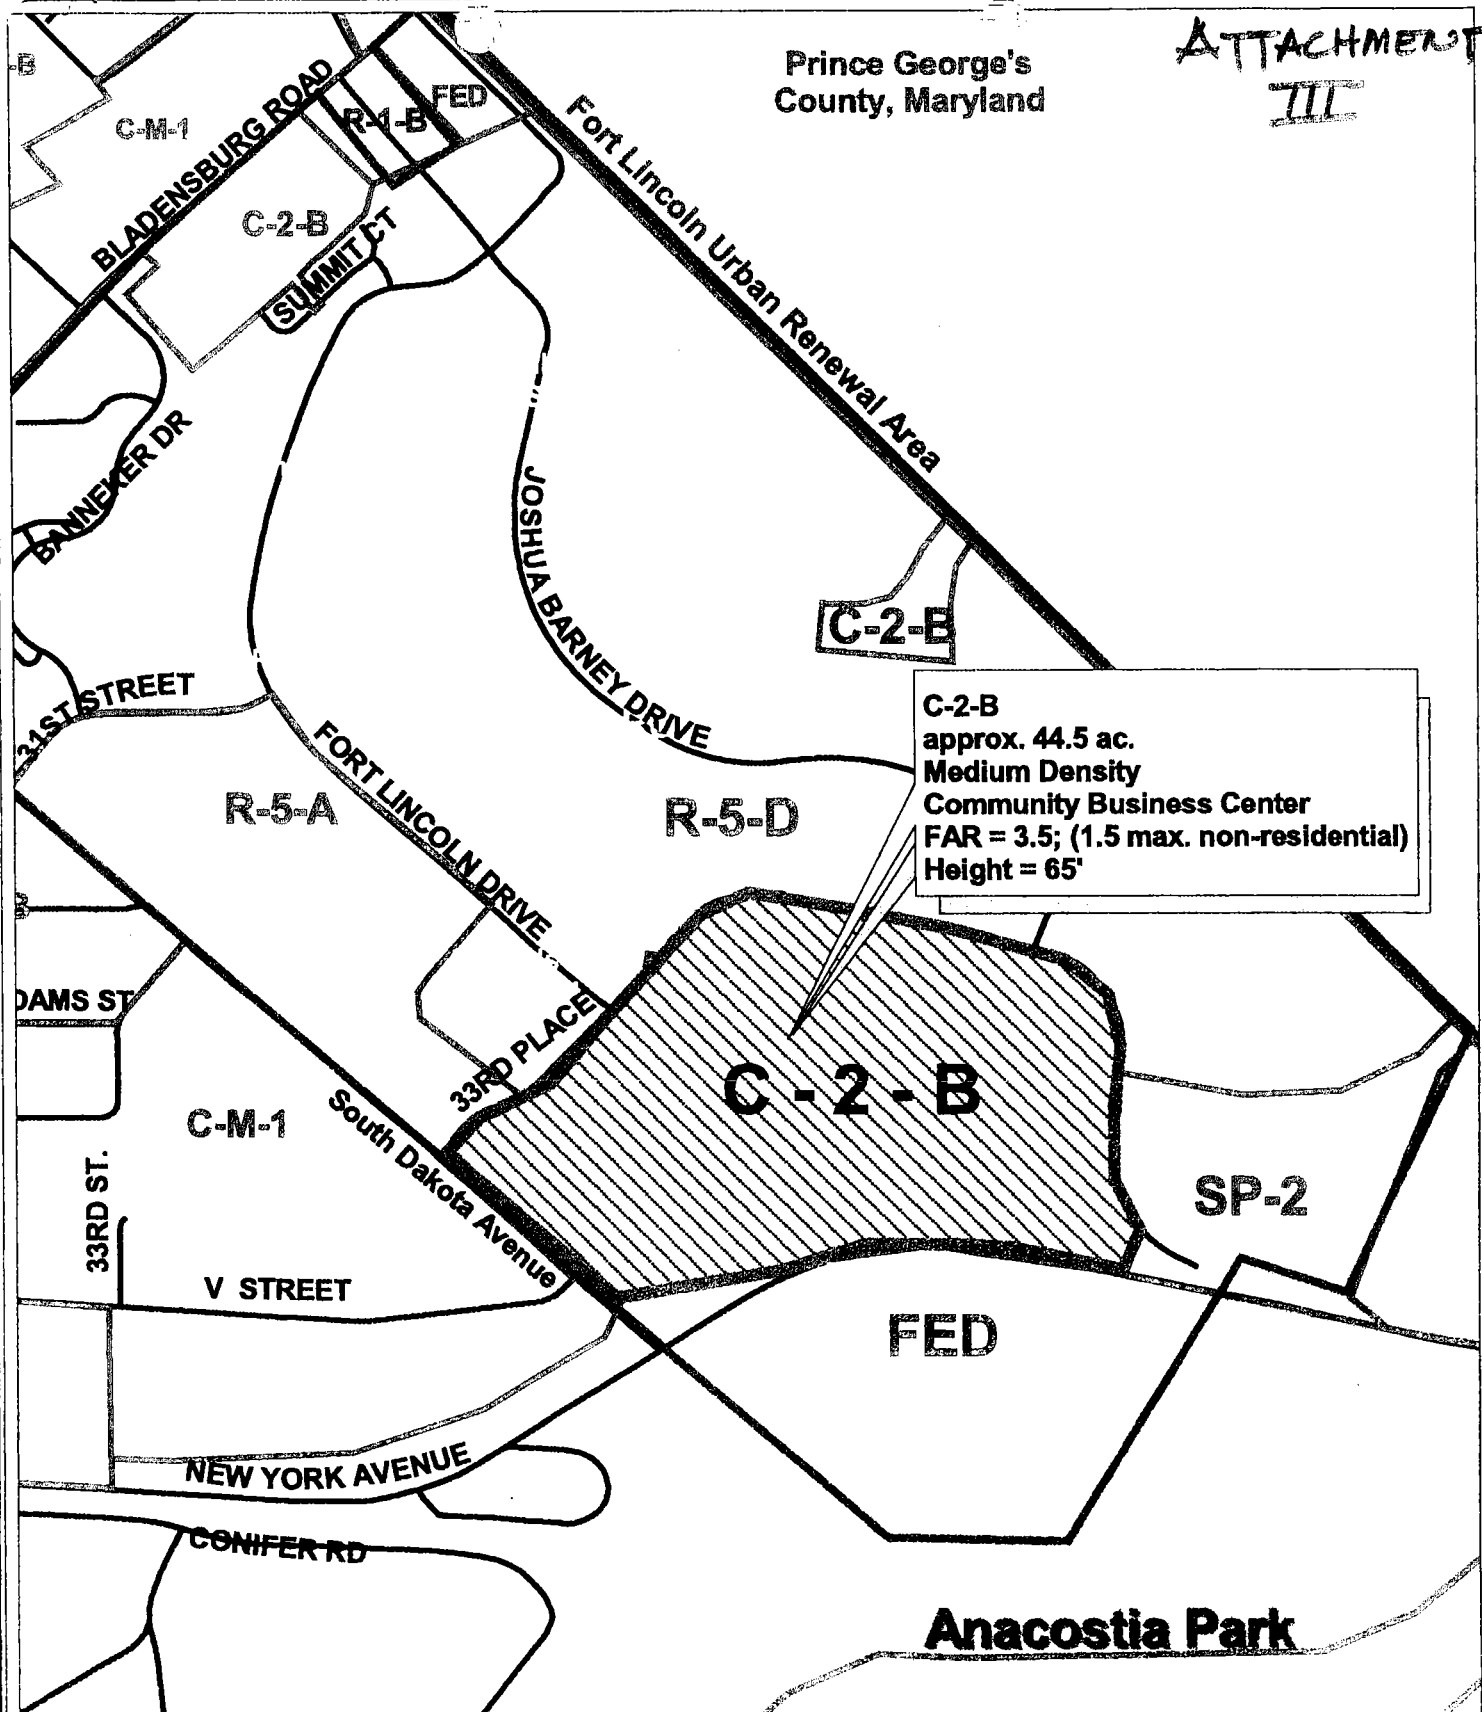 ATTACHMENT
III
Prince George's
County, Maryland
-B
C-M-1
BLADENSBURG ROAD
R-1-B
FED
Fort Lincoln Urban Renewal Area
C-2-B
SUMMIT CT
BANNEKER DR
JOSHUA BARNEY DRIVE
C-2-B
31ST STREET
FORT LINCOLN DRIVE
R-5-A
R-5-D
C-2-B
approx. 44.5 ac.
Medium Density
Community Business Center
FAR = 3.5; (1.5 max. non-residential)
Height = 65'
DAMS ST
33RD PLACE
C-2-B
C-M-1
South Dakota Avenue
33RD ST.
SP-2
V STREET
FED
NEW YORK AVENUE
CONIFER RD
Anacostia Park